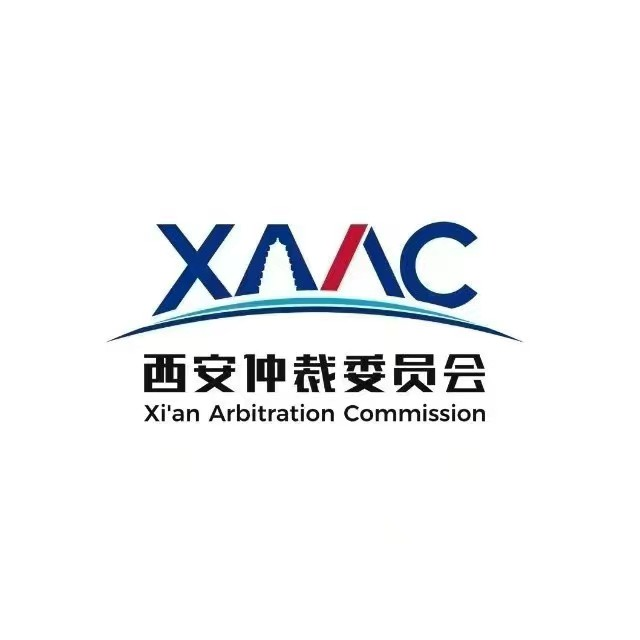 XAAC
西安仲裁委员会
Xi'an Arbitration Commission